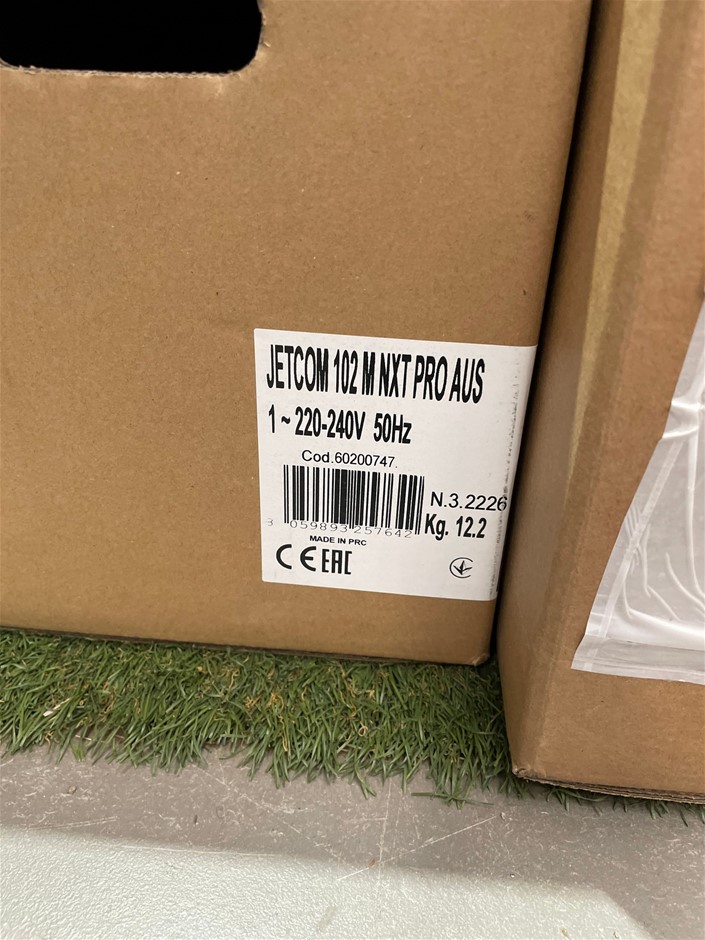 JETCOM 102 M NXT PRO AUS
1 ~ 220-240V 50Hz
Cod.60200747
N.3.2226
3 059893 257642
Kg. 12.2
MADE IN PRC
CE EAC